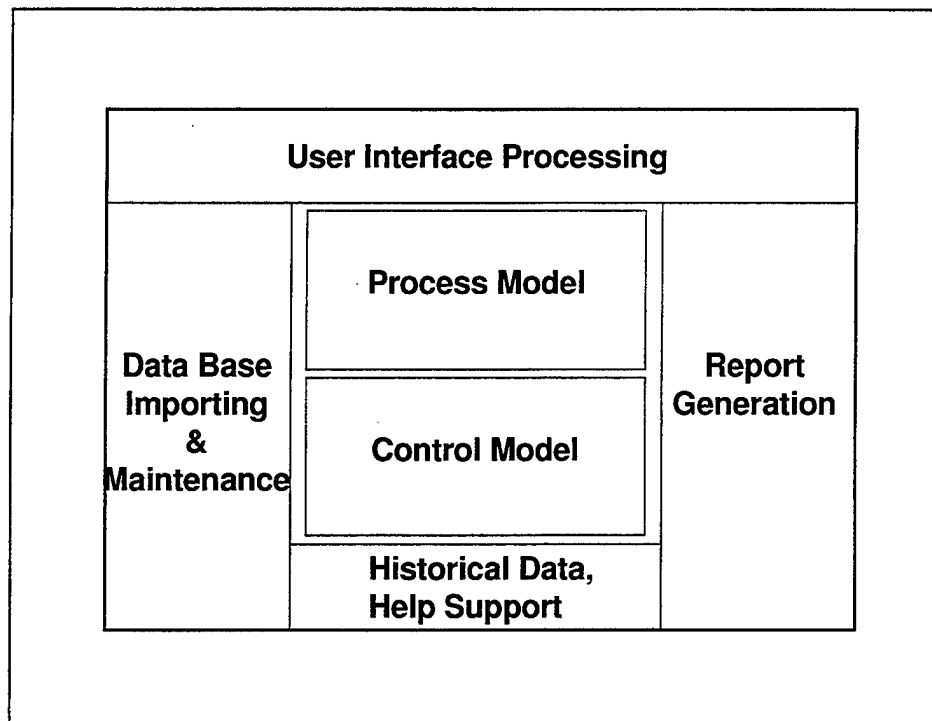 User Interface Processing
Process Model
Data Base
Importing
&
Maintenance
Report
Generation
Control Model
Historical Data,
Help Support